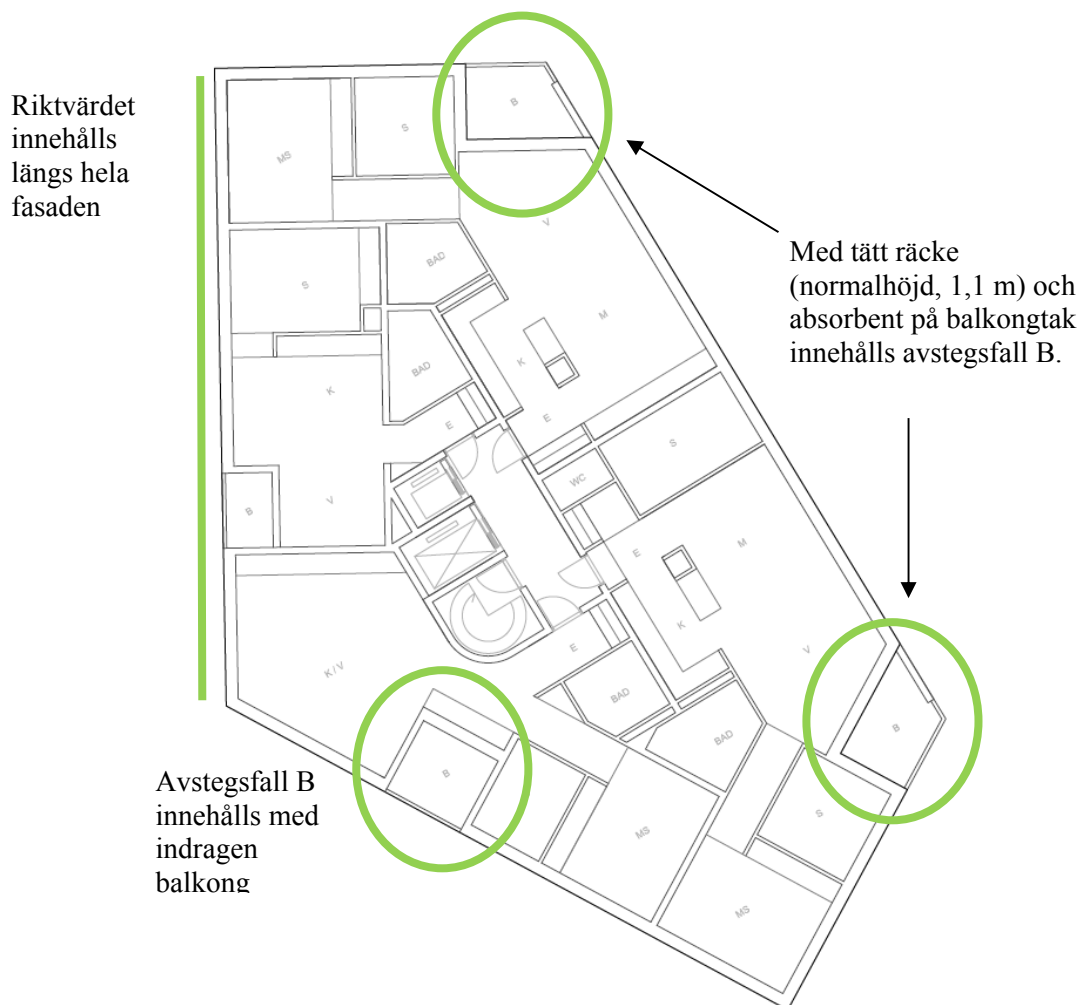 Riktvärdet
innehålls
längs hela
fasaden
Med tätt räcke
(normalhöjd, 1,1 m) och
absorbent på balkongtak
innehålls avstegsfall B.
Avstegsfall B
innehålls med
indragen
balkong
B
S
MS
V
BAD
S
M
K
BAD
K
E
E
S
WC
V
B
E
M
K
E
V
K / V
BAD
B
BAD
B
S
MS
MS